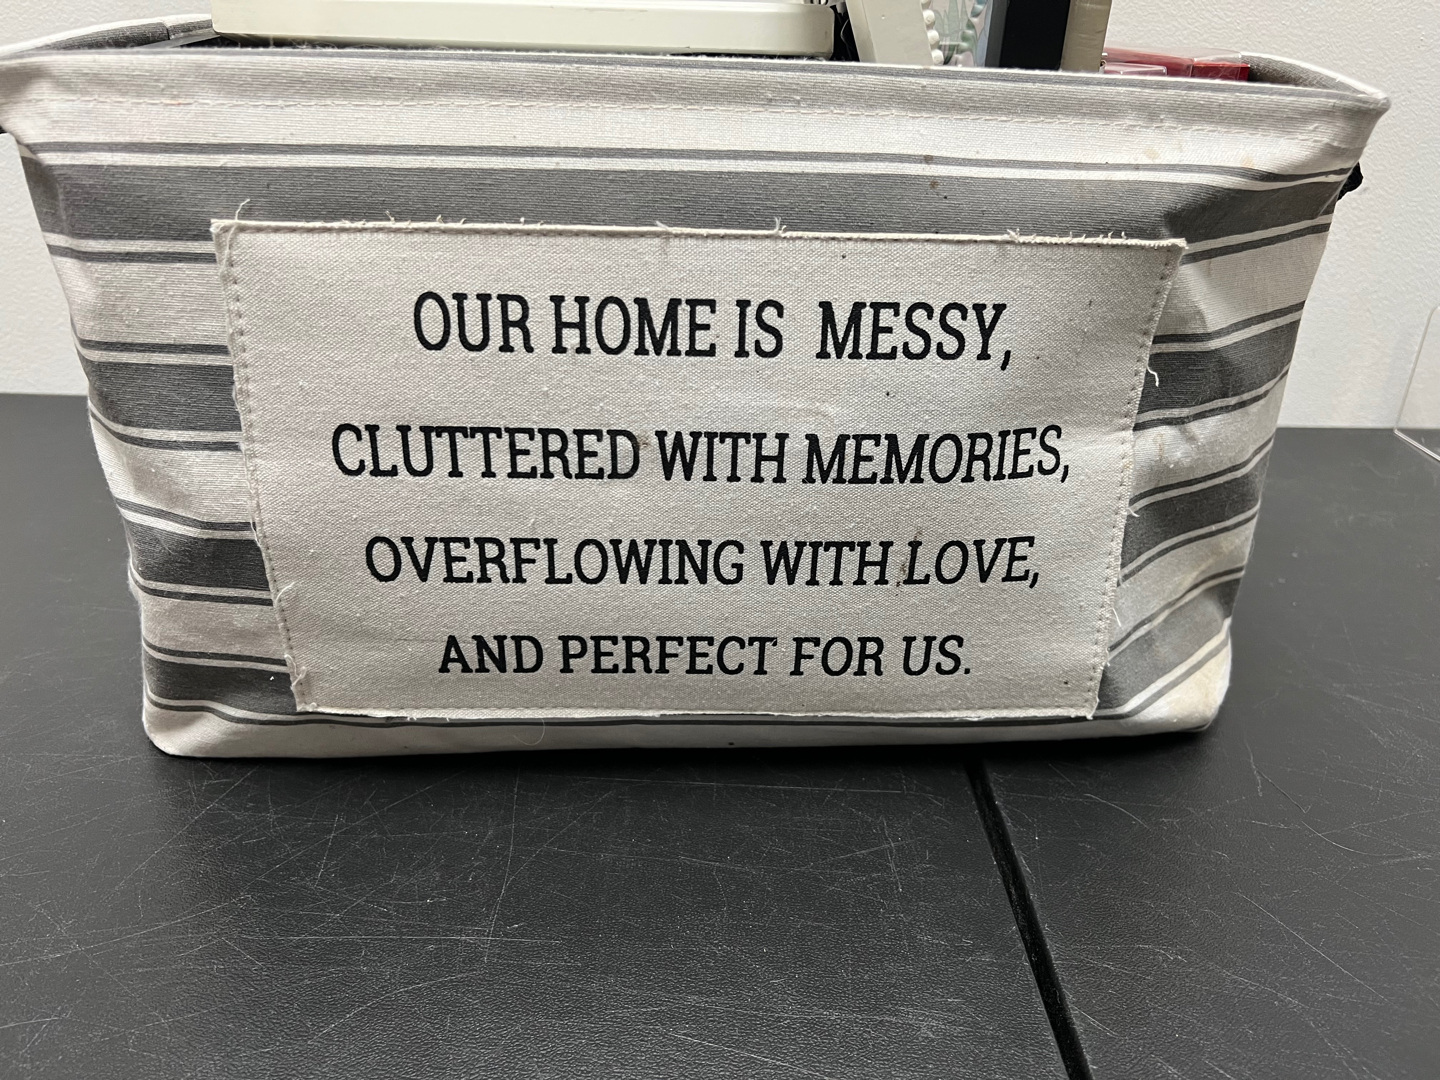 OUR HOME IS MESSY,
CLUTTERED WITH MEMORIES,
OVERFLOWING WITH LOVE,
AND PERFECT FOR US.